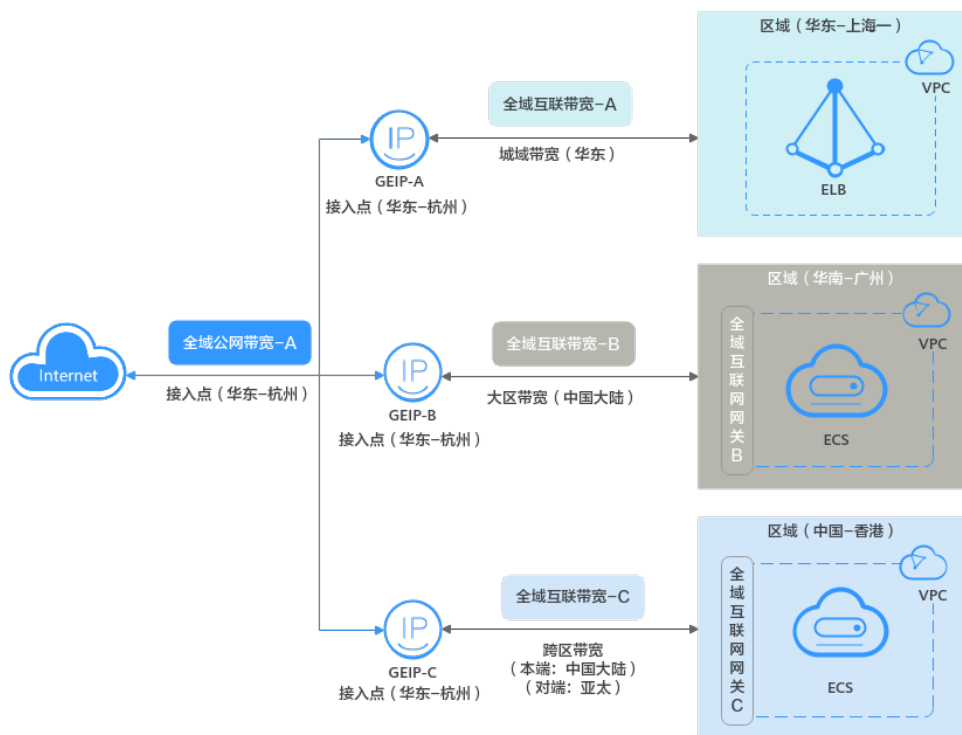 区域（华东-上海一）
VPC
ELB
全域互联带宽-A
城域带宽（华东）
IP
GEIP-A
接入点（华东-杭州）
Internet
全域公网带宽-A
接入点（华东-杭州）
IP
GEIP-B
接入点（华东-杭州）
全域互联带宽-B
大区带宽（中国大陆）
区域（华南-广州）
VPC
全域互联网网关B
ECS
IP
GEIP-C
接入点（华东-杭州）
全域互联带宽-C
跨区带宽
（本端：中国大陆）
（对端：亚太）
区域（中国-香港）
VPC
全域互联网网关C
ECS